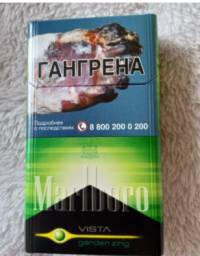 ГАНГРЕНА
Подробнее
о последствиях
8 800 200 0 200
Marlboro
VISTA
garden zing